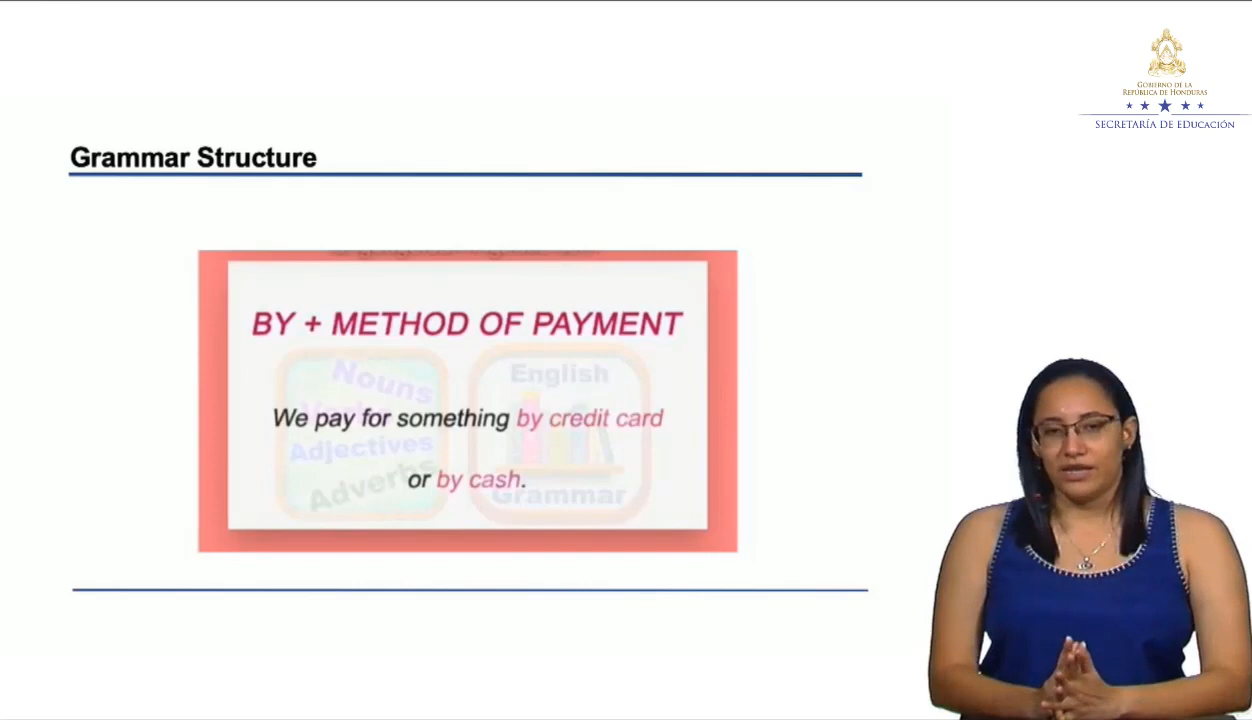 GOBIERNO DE LA
REPÚBLICA DE HONDURAS
SECRETARÍA DE EDUCACIÓN
Grammar Structure
BY + METHOD OF PAYMENT
Nouns
English
We pay for something by credit card
Adjectives
or by cash.
Adverbs
Grammar